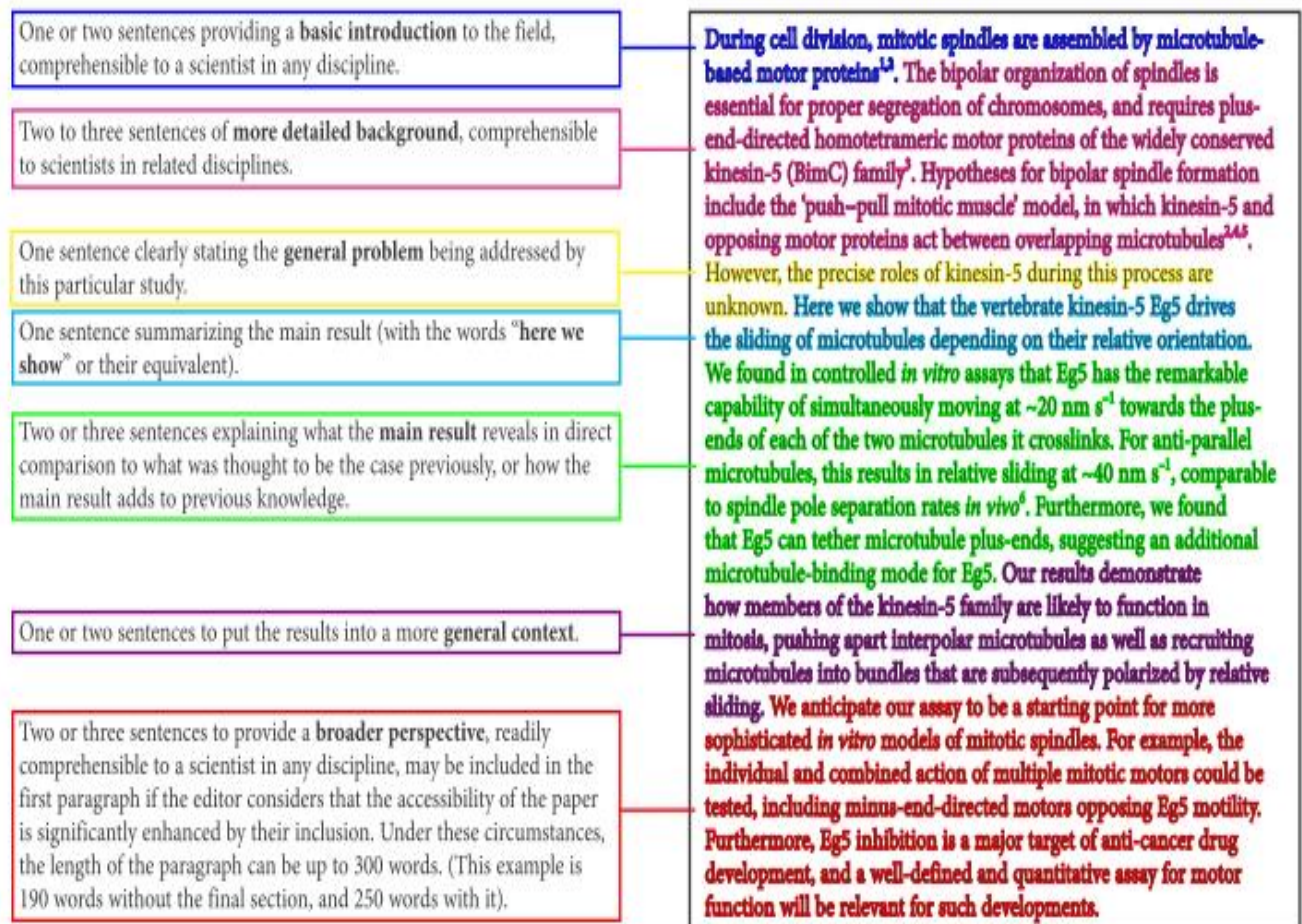 One or two sentences providing a basic introduction to the field,
comprehensible to a scientist in any discipline.
Two to three sentences of more detailed background, comprehensible
to scientists in related disciplines.
One sentence clearly stating the general problem being addressed by
this particular study.
One sentence summarizing the main result (with the words “here we
show” or their equivalent).
Two or three sentences explaining what the main result reveals in direct
comparison to what was thought to be the case previously, or how the
main result adds to previous knowledge.
One or two sentences to put the results into a more general context.
Two or three sentences to provide a broader perspective, readily
comprehensible to a scientist in any discipline, may be included in the
first paragraph if the editor considers that the accessibility of the paper
is significantly enhanced by their inclusion. Under these circumstances,
the length of the paragraph can be up to 300 words. (This example is
190 words without the final section, and 250 words with it).
During cell division, mitotic spindles are assembled by microtubule-
based motor proteins1,2. The bipolar organization of spindles is
essential for proper segregation of chromosomes, and requires plus-
end-directed homotetrameric motor proteins of the widely conserved
kinesin-5 (BimC) family3. Hypotheses for bipolar spindle formation
include the ‘push–pull mitotic muscle’ model, in which kinesin-5 and
opposing motor proteins act between overlapping microtubules2,4,5.
However, the precise roles of kinesin-5 during this process are
unknown. Here we show that the vertebrate kinesin-5 Eg5 drives
the sliding of microtubules depending on their relative orientation.
We found in controlled in vitro assays that Eg5 has the remarkable
capability of simultaneously moving at ~20 nm s⁻¹ towards the plus-
ends of each of the two microtubules it crosslinks. For anti-parallel
microtubules, this results in relative sliding at ~40 nm s⁻¹, comparable
to spindle pole separation rates in vivo6. Furthermore, we found
that Eg5 can tether microtubule plus-ends, suggesting an additional
microtubule-binding mode for Eg5. Our results demonstrate
how members of the kinesin-5 family are likely to function in
mitosis, pushing apart interpolar microtubules as well as recruiting
microtubules into bundles that are subsequently polarized by relative
sliding. We anticipate our assay to be a starting point for more
sophisticated in vitro models of mitotic spindles. For example, the
individual and combined action of multiple mitotic motors could be
tested, including minus-end-directed motors opposing Eg5 motility.
Furthermore, Eg5 inhibition is a major target of anti-cancer drug
development, and a well-defined and quantitative assay for motor
function will be relevant for such developments.